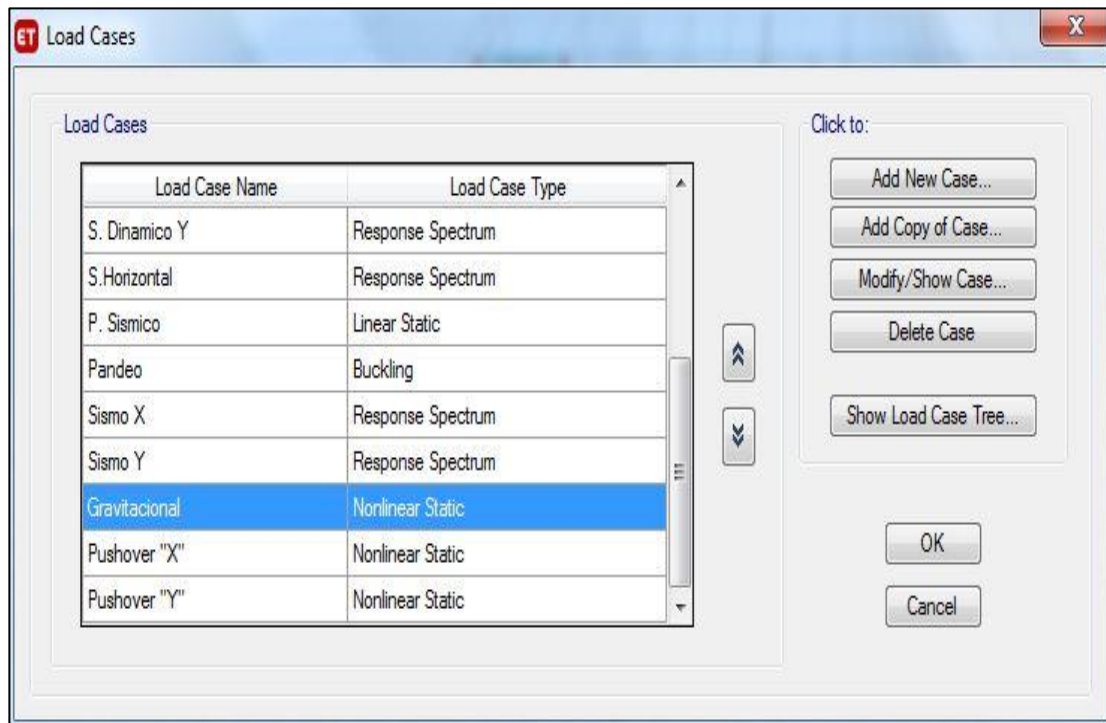 ET Load Cases
X
Load Cases
Load Case Name Load Case Type
S. Dinamico Y Response Spectrum
S.Horizontal Response Spectrum
P. Sismico Linear Static
Pandeo Buckling
Sismo X Response Spectrum
Sismo Y Response Spectrum
Gravitacional Nonlinear Static
Pushover "X" Nonlinear Static
Pushover "Y" Nonlinear Static
Click to:
Add New Case...
Add Copy of Case...
Modify/Show Case...
Delete Case
Show Load Case Tree...
OK
Cancel